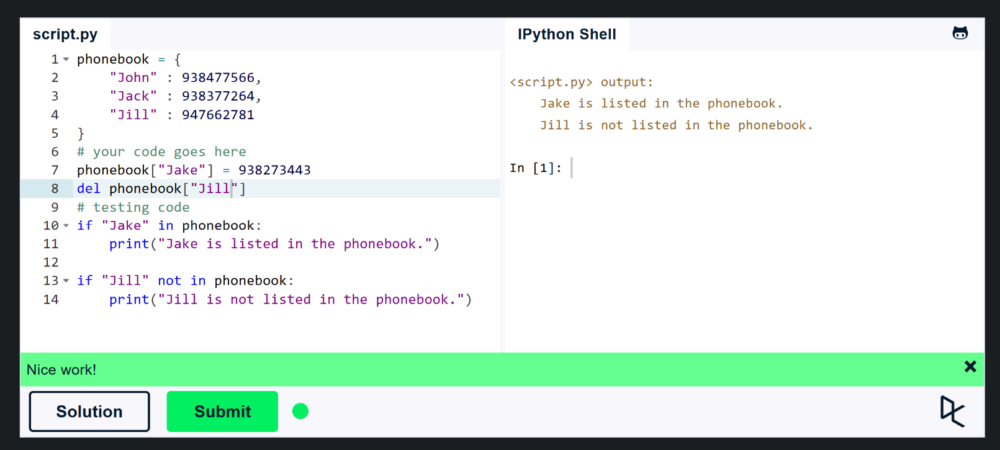 script.py
1 phonebook = {
2     "John" : 938477566,
3     "Jack" : 938377264,
4     "Jill" : 947662781
5 }
6 # your code goes here
7 phonebook["Jake"] = 938273443
8 del phonebook["Jill"]
9 # testing code
10 if "Jake" in phonebook:
11     print("Jake is listed in the phonebook.")
12
13 if "Jill" not in phonebook:
14     print("Jill is not listed in the phonebook.")
IPython Shell
<script.py> output:
    Jake is listed in the phonebook.
    Jill is not listed in the phonebook.
In [1]:
Nice work!
Solution
Submit